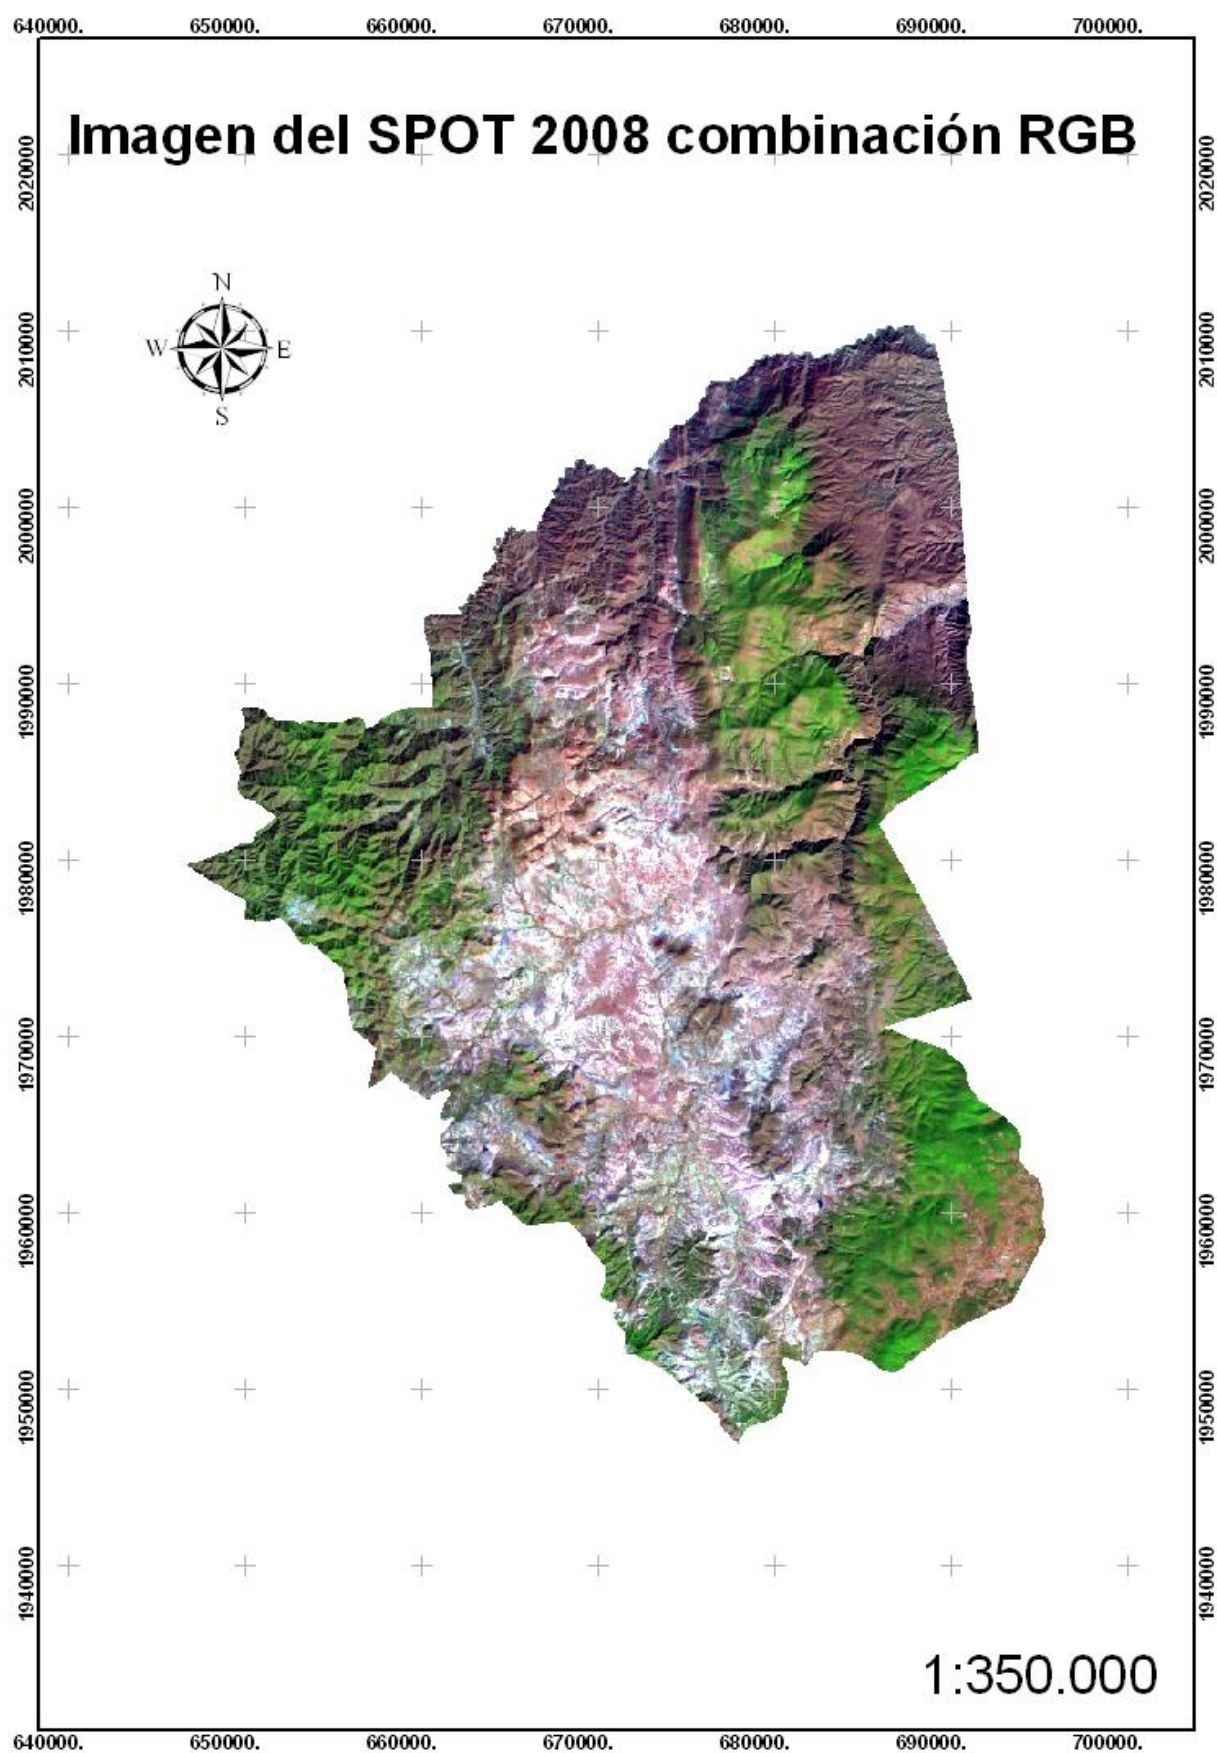 640000. 650000. 660000. 670000. 680000. 690000. 700000.
Imagen del SPOT 2008 combinación RGB
2020000 2020000
N
W E
S
2010000 2010000
2000000 2000000
1990000 1990000
1980000 1980000
1970000 1970000
1960000 1960000
1950000 1950000
1940000 1940000
1:350.000
640000. 650000. 660000. 670000. 680000. 690000. 700000.